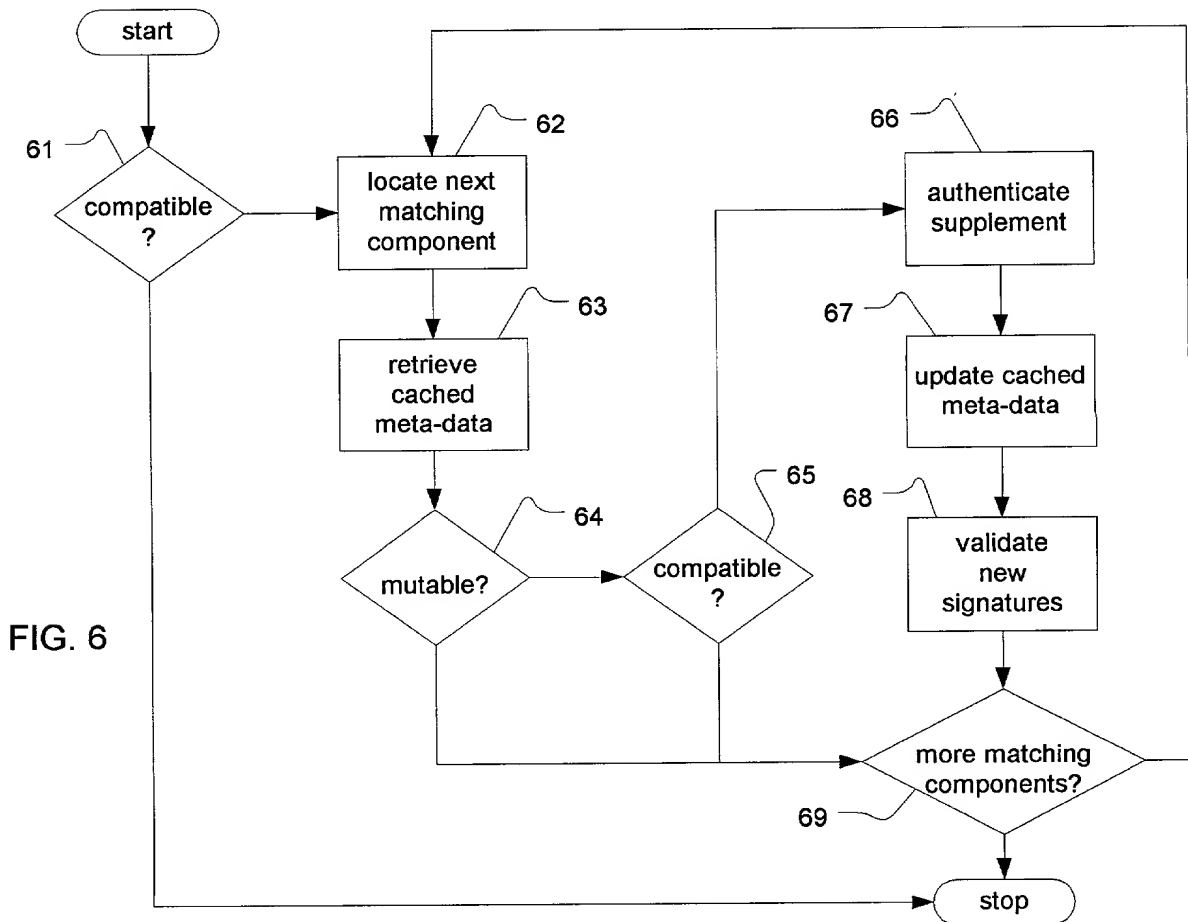 start
61
compatible
?
62
locate next
matching
component
63
retrieve
cached
meta-data
64
mutable?
65
compatible
?
66
authenticate
supplement
67
update cached
meta-data
68
validate
new
signatures
more matching
components?
69
stop
FIG. 6